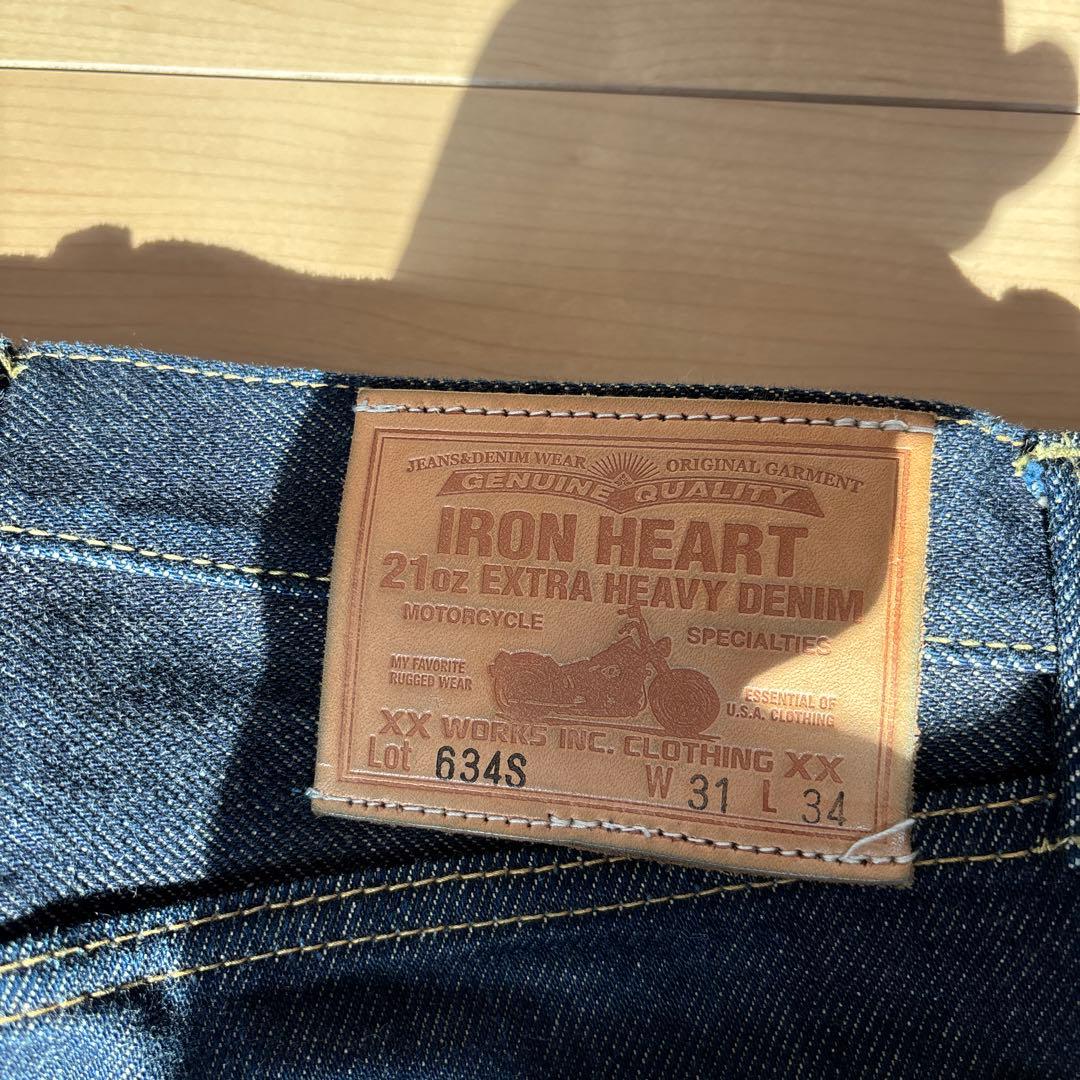 JEANS&DENIM WEAR ORIGINAL GARMENT
GENUINE QUALITY
IRON HEART
21oz EXTRA HEAVY DENIM
MOTORCYCLE SPECIALTIES
MY FAVORITE
RUGGED WEAR
ESSENTIAL OF
U.S.A. CLOTHING
XX WORKS INC. CLOTHING XX
Lot 634S W 31 L 34